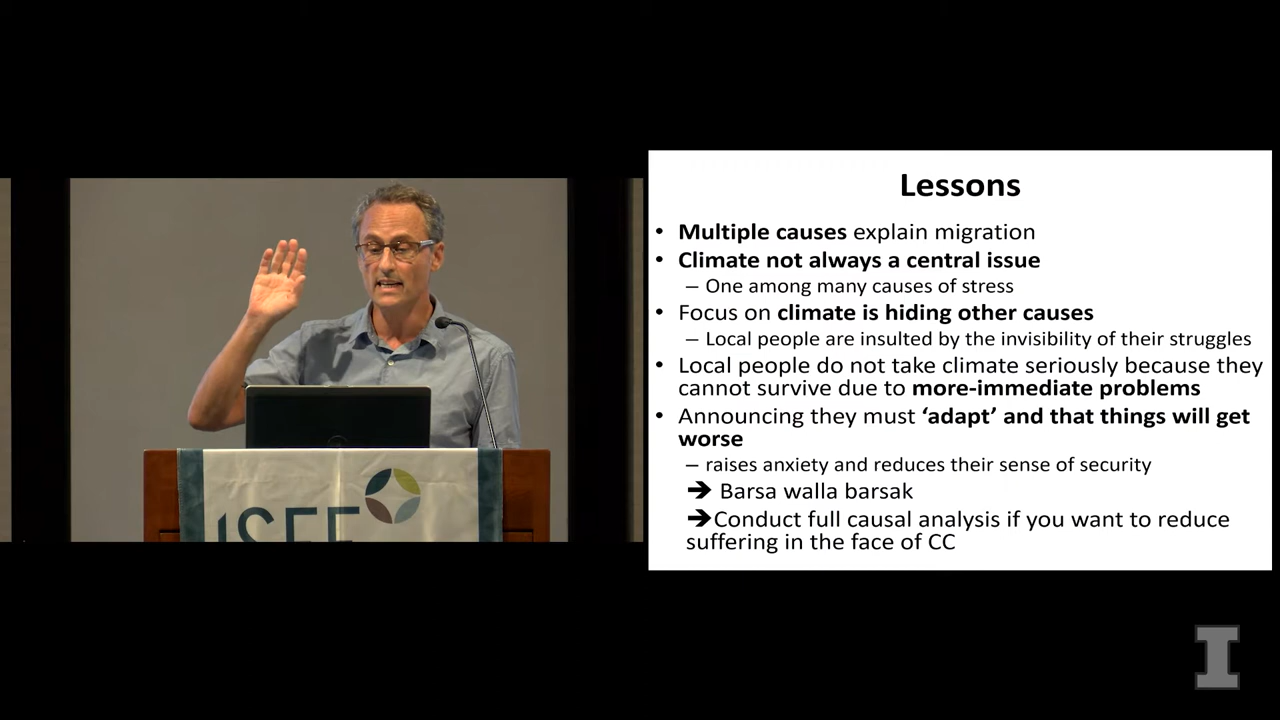 Lessons
• Multiple causes explain migration
• Climate not always a central issue
– One among many causes of stress
• Focus on climate is hiding other causes
– Local people are insulted by the invisibility of their struggles
• Local people do not take climate seriously because they
cannot survive due to more-immediate problems
• Announcing they must ‘adapt’ and that things will get
worse
– raises anxiety and reduces their sense of security
➔ Barsa walla barsak
➔Conduct full causal analysis if you want to reduce
suffering in the face of CC
ISEE
I